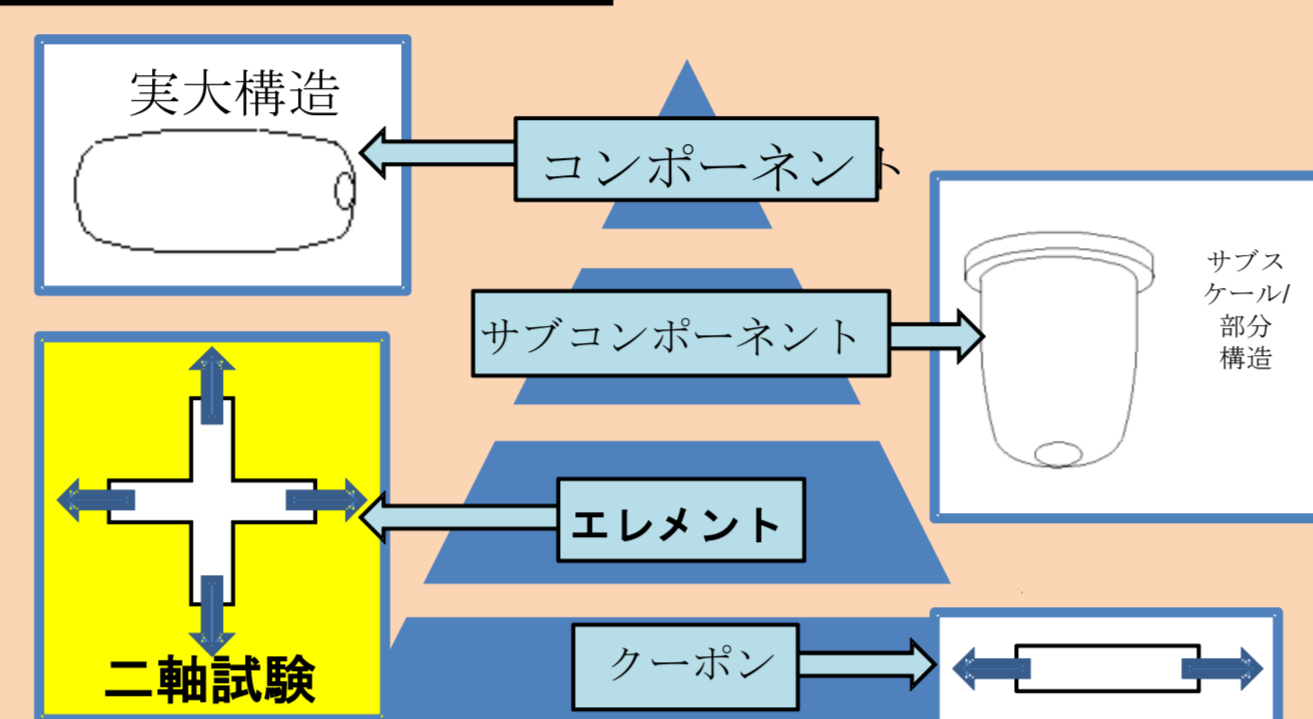 実大構造
コンポーネント
サブコンポーネント
サブス
ケール/
部分
構造
エレメント
二軸試験
クーポン